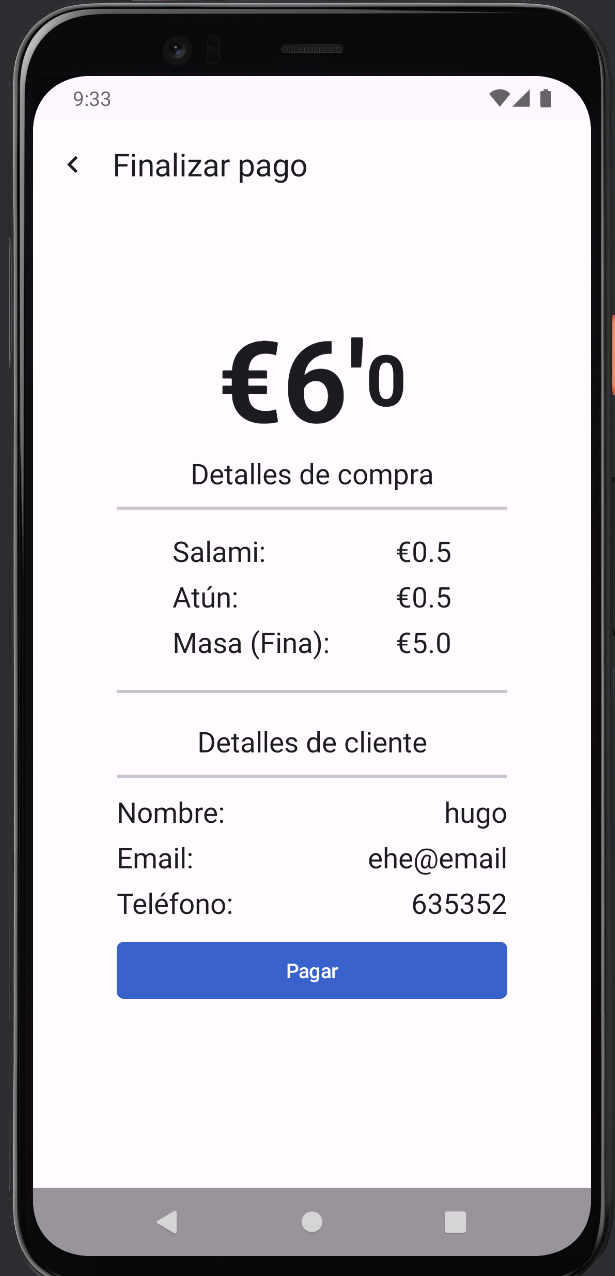 9:33
Finalizar pago
€6'0
Detalles de compra
Salami: €0.5
Atún: €0.5
Masa (Fina): €5.0
Detalles de cliente
Nombre: hugo
Email: ehe@email
Teléfono: 635352
Pagar